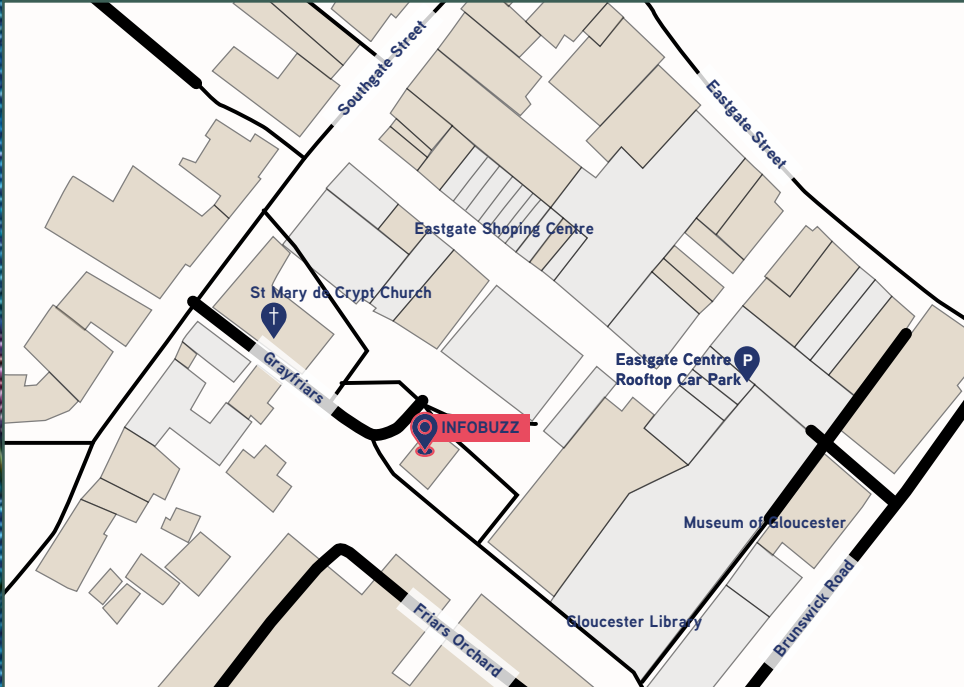 Southgate Street
Eastgate Street
Eastgate Shoping Centre
St Mary de Crypt Church
Grayfriars
Eastgate Centre
Rooftop Car Park
P
INFOBUZZ
Museum of Gloucester
Brunswick Road
Gloucester Library
Friars Orchard